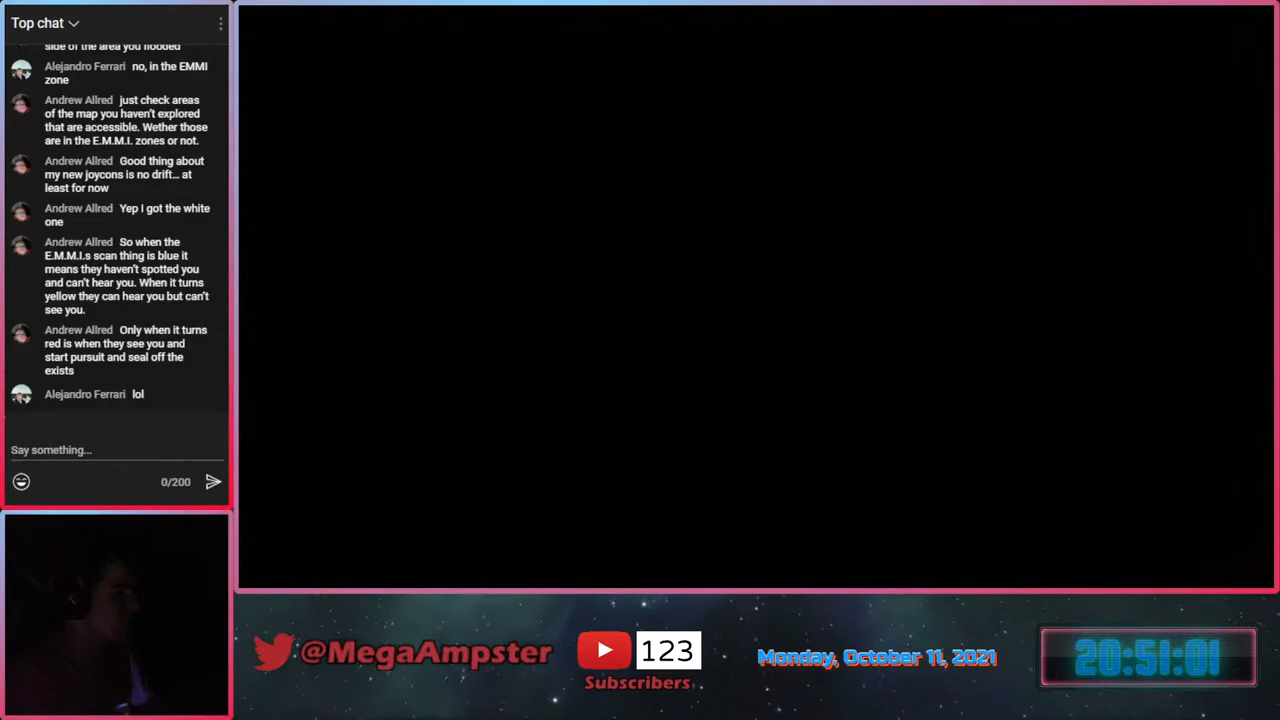 Top chat
side of the area you flooded
Alejandro Ferrari no, in the EMMI
zone
Andrew Allred just check areas
of the map you haven't explored
that are accessible. Wether those
are in the E.M.M.I. zones or not.
Andrew Allred Good thing about
my new joycons is no drift... at
least for now
Andrew Allred Yep I got the white
one
Andrew Allred So when the
E.M.M.I.s scan thing is blue it
means they haven't spotted you
and can't hear you. When it turns
yellow they can hear you but can't
see you.
Andrew Allred Only when it turns
red is when they see you and
start pursuit and seal off the
exists
Alejandro Ferrari lol
Say something...
0/200
@MegaAmpster
123
Subscribers
Monday, October 11, 2021
20:51:01